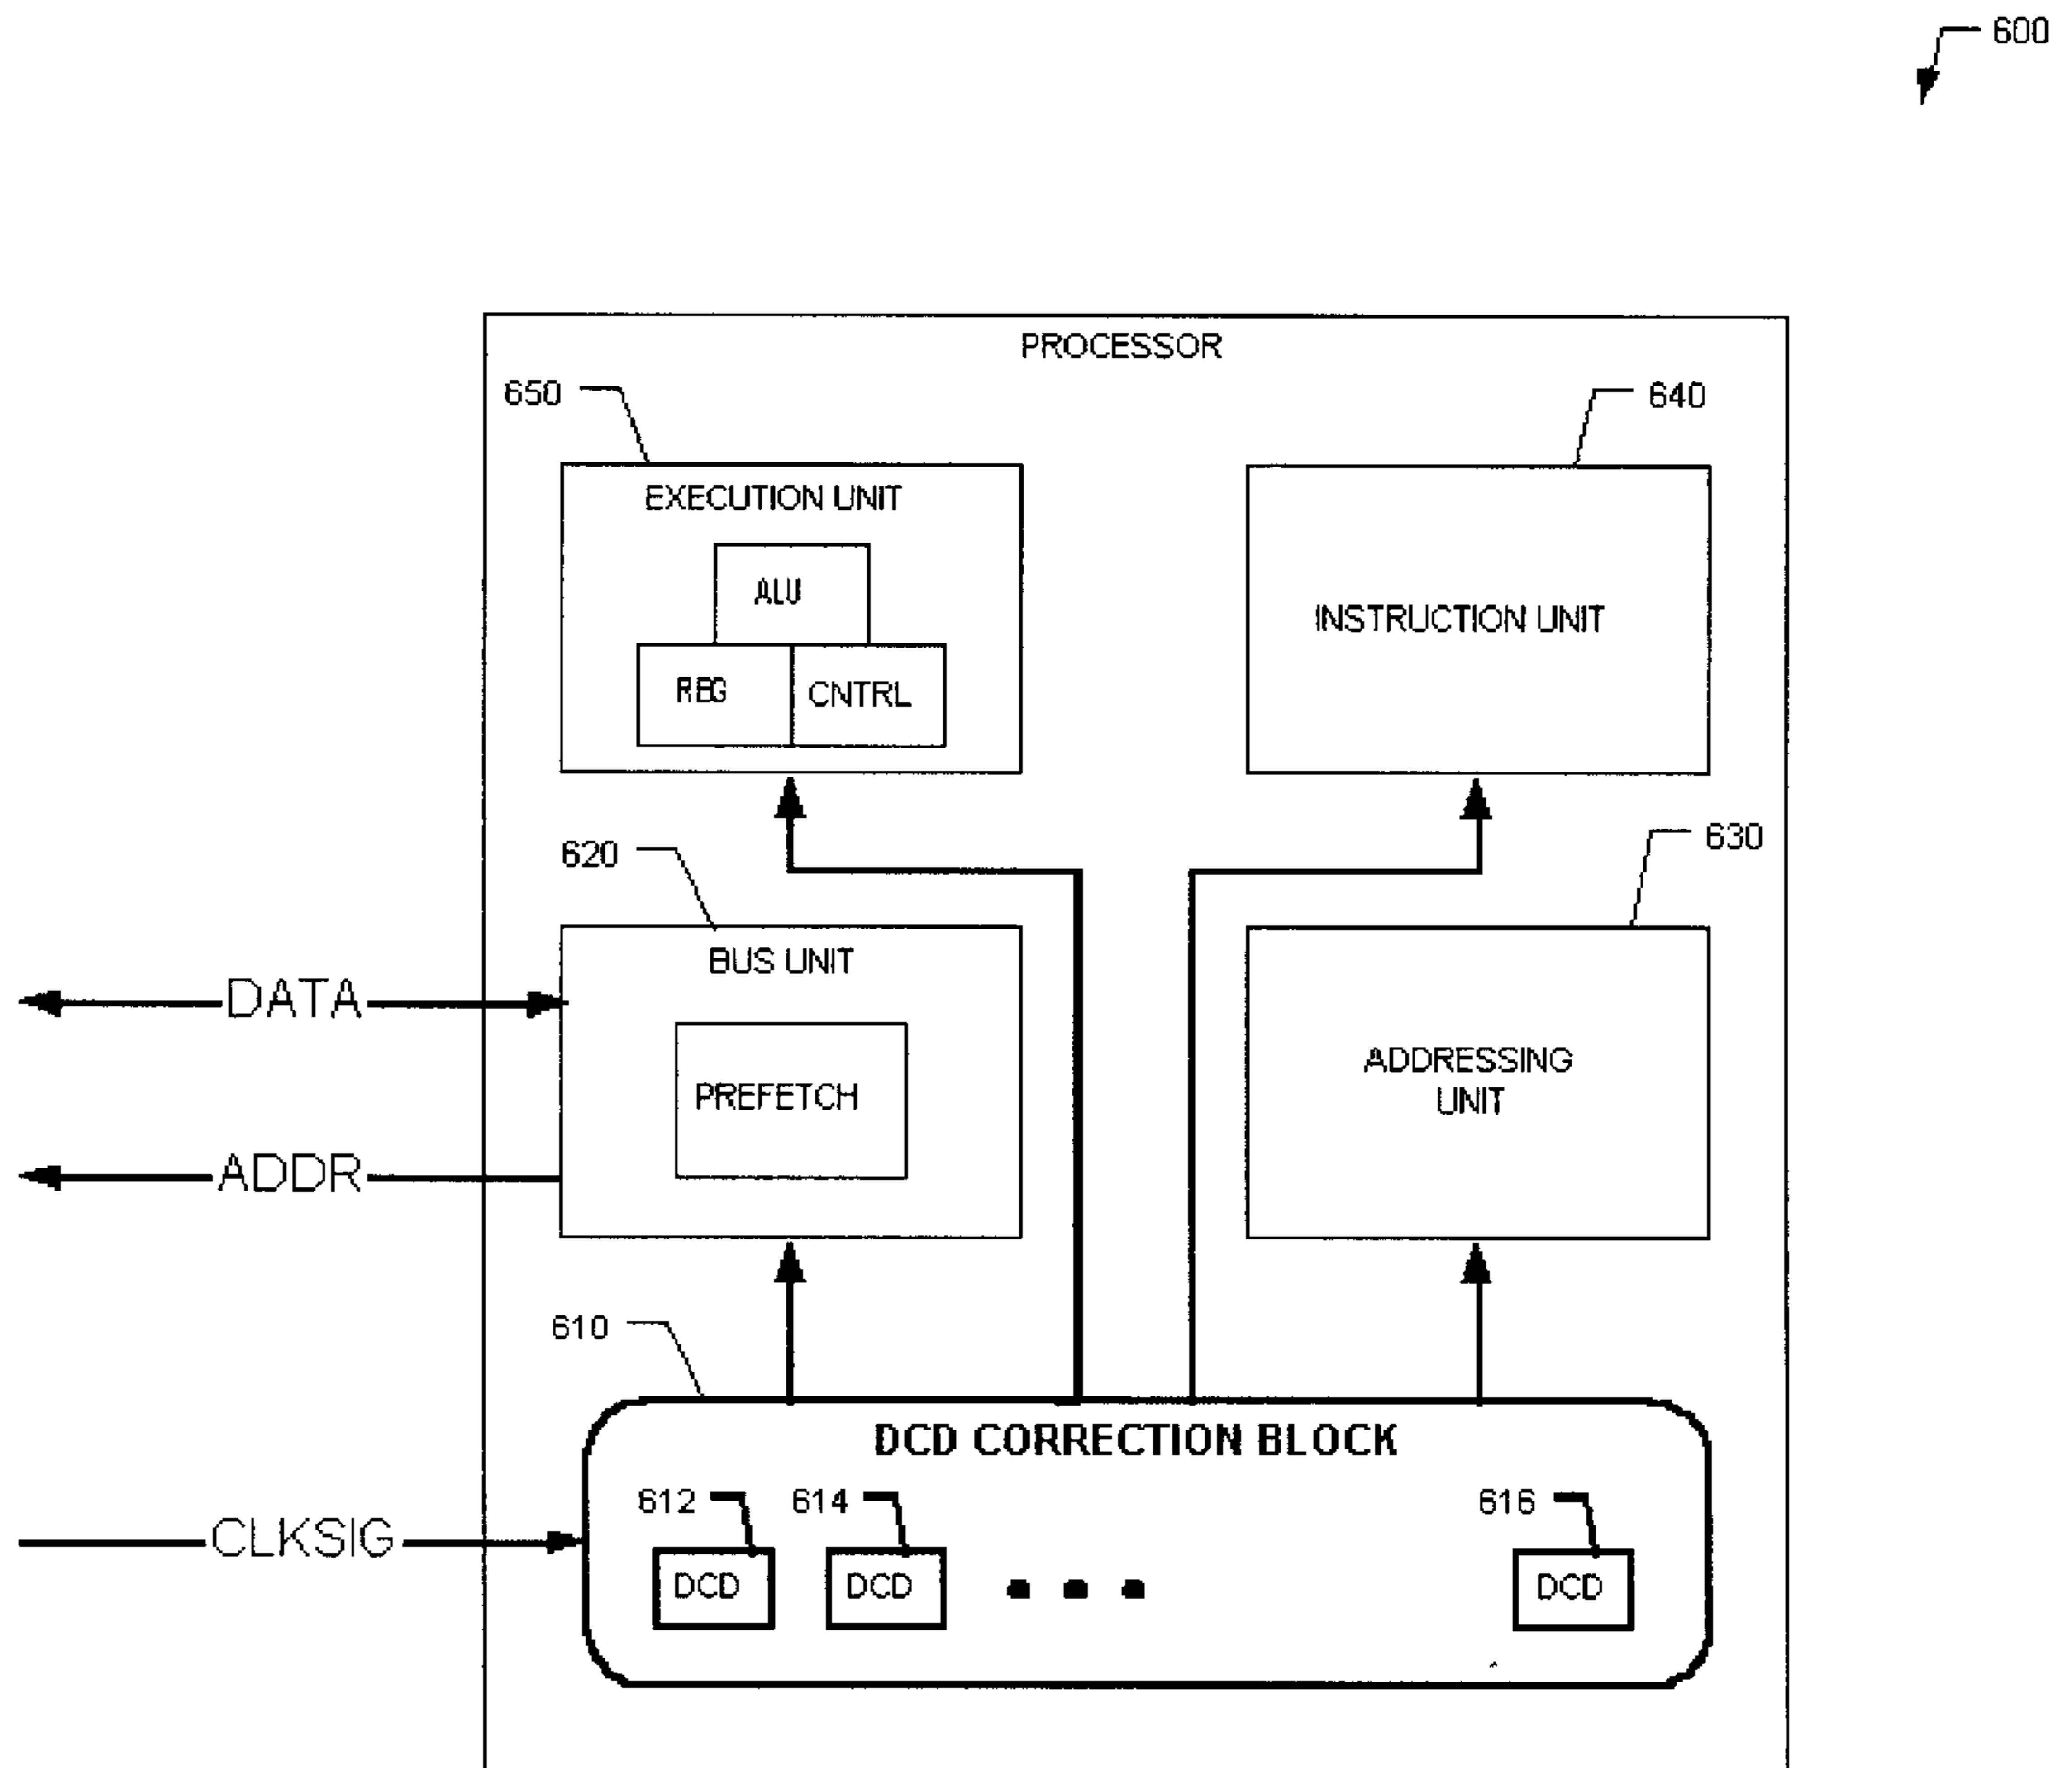 600
PROCESSOR
650
640
EXECUTION UNIT
ALU
REG
CNTRL
INSTRUCTION UNIT
620
630
BUS UNIT
DATA
PREFETCH
ADDRESSING
UNIT
ADDR
610
DCD CORRECTION BLOCK
612
614
616
CLKSIG
DCD
DCD
DCD